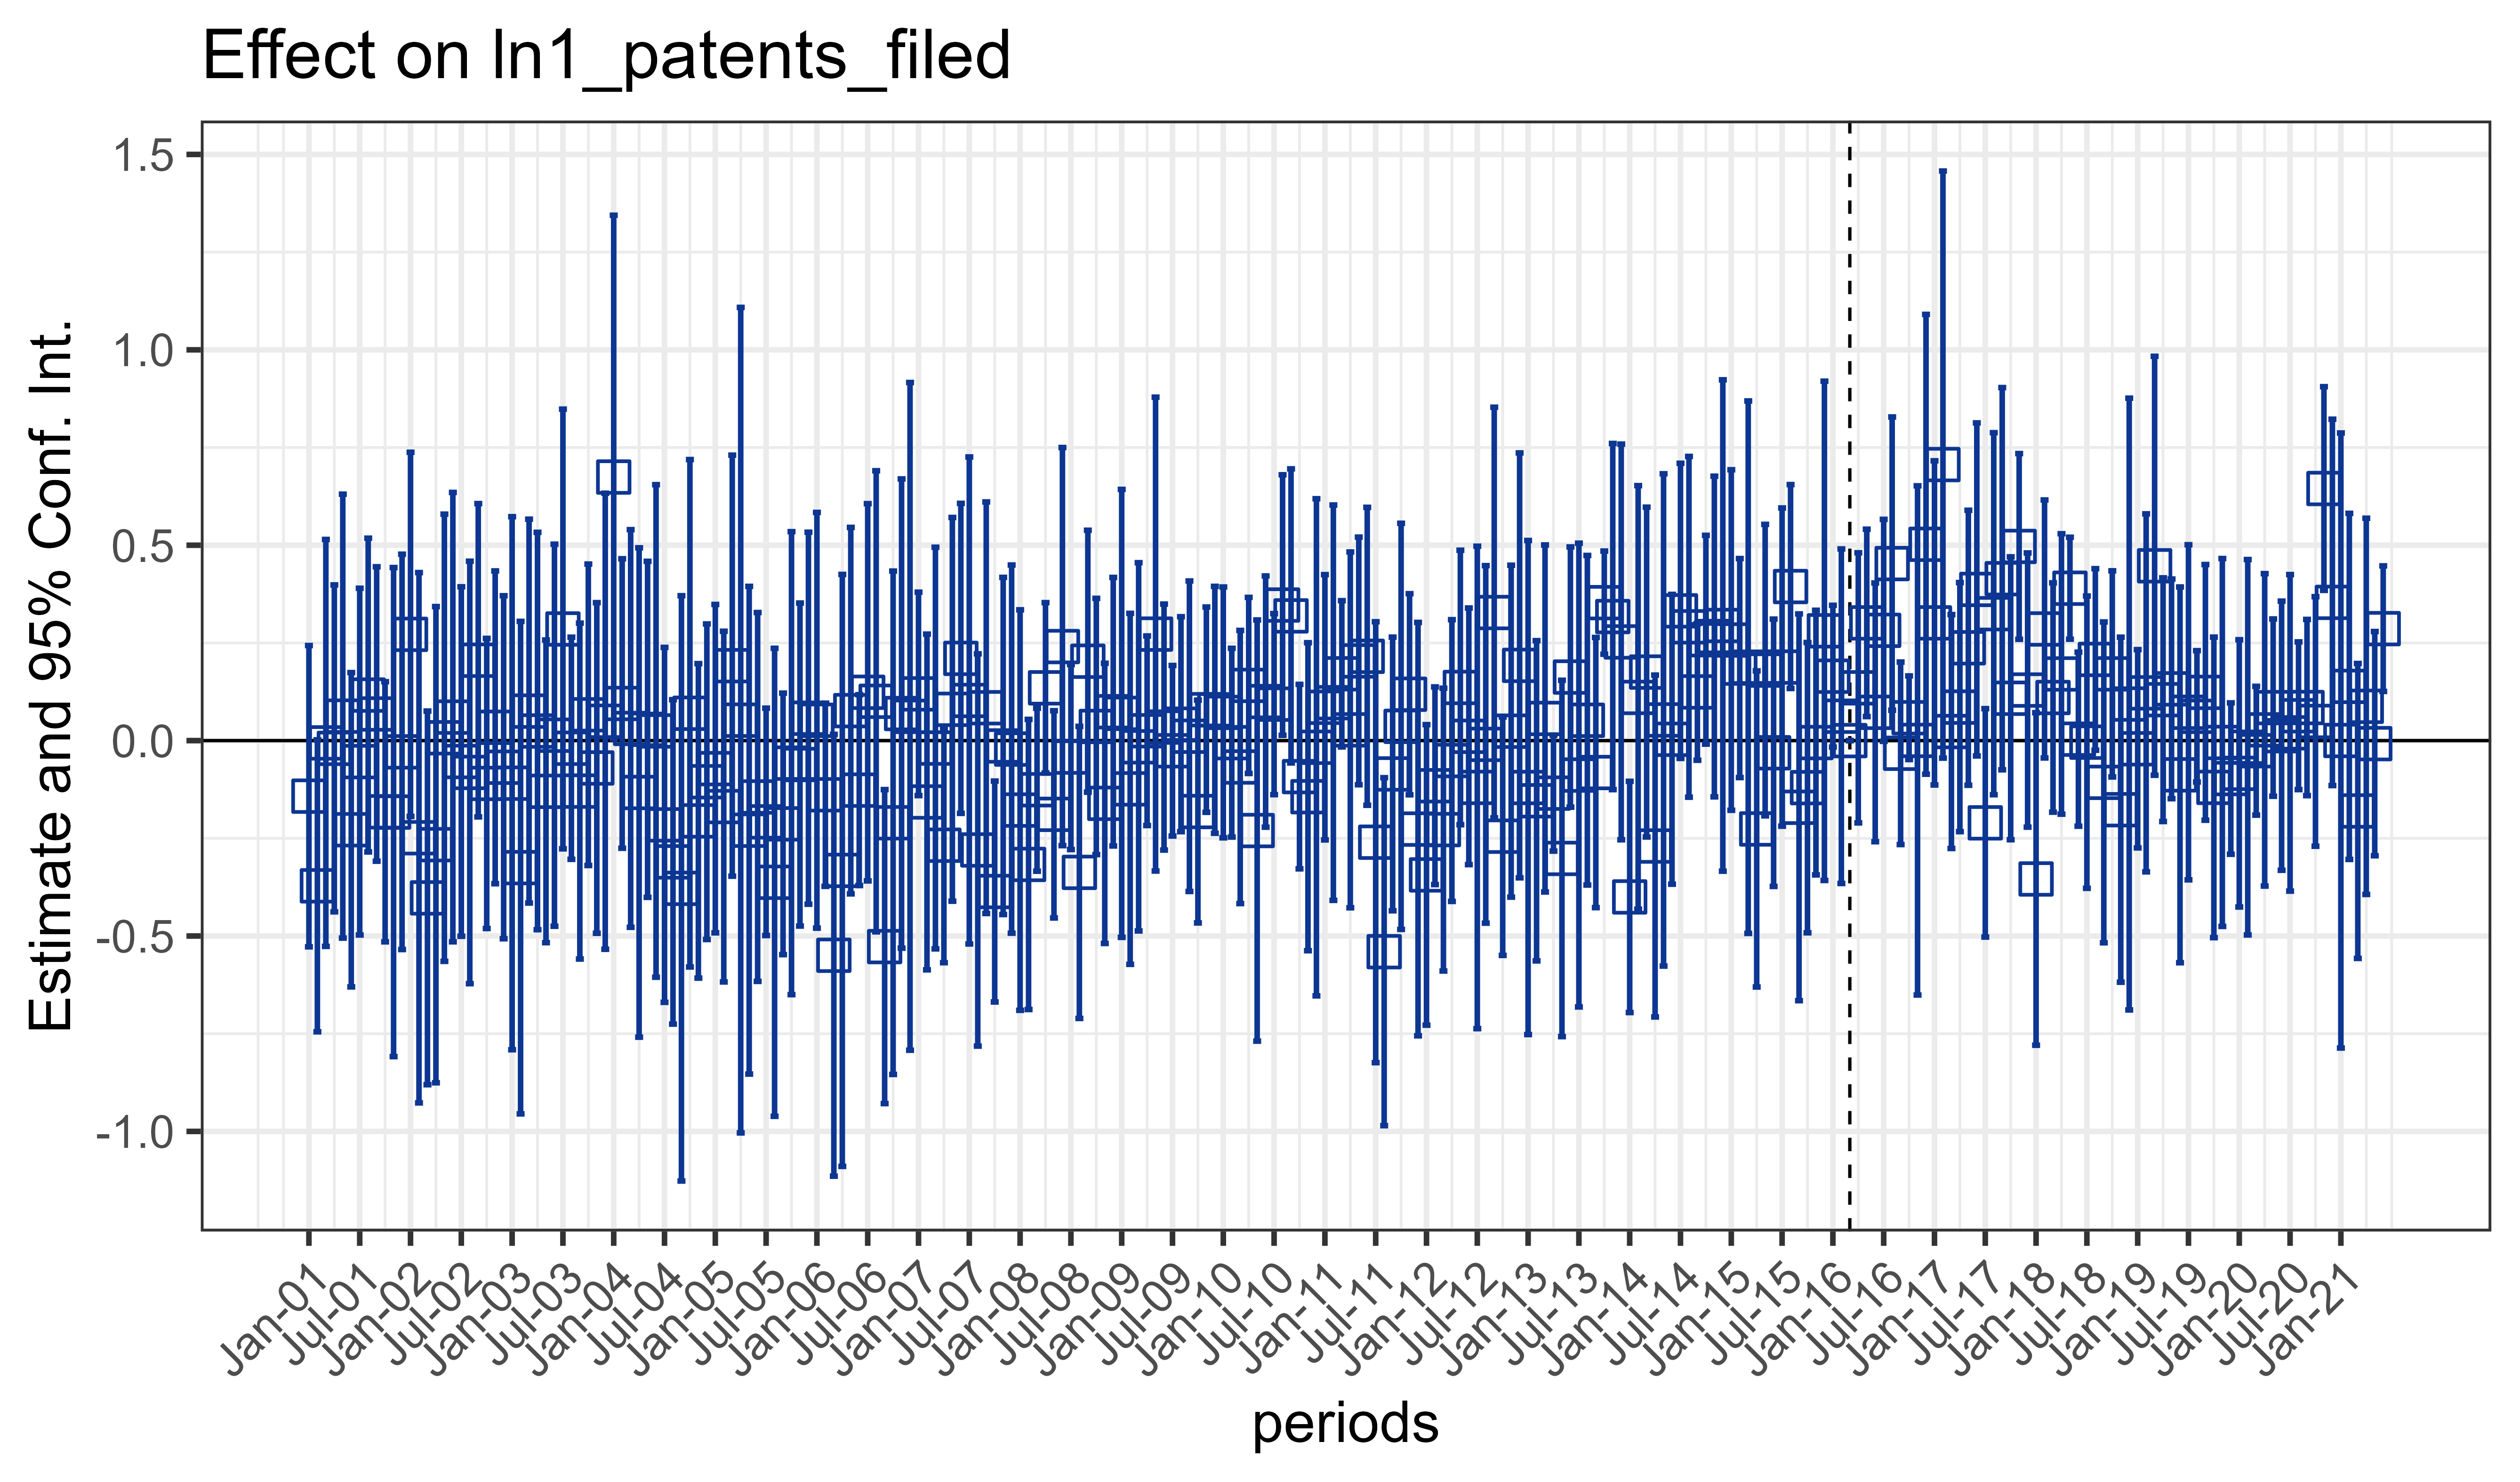 Effect on ln1_patents_filed
Estimate and 95% Conf. Int.
1.5
1.0
0.5
0.0
-0.5
-1.0
Jan-01
Jul-01
Jan-02
Jul-02
Jan-03
Jul-03
Jan-04
Jul-04
Jan-05
Jul-05
Jan-06
Jul-06
Jan-07
Jul-07
Jan-08
Jul-08
Jan-09
Jul-09
Jan-10
Jul-10
Jan-11
Jul-11
Jan-12
Jul-12
Jan-13
Jul-13
Jan-14
Jul-14
Jan-15
Jul-15
Jan-16
Jul-16
Jan-17
Jul-17
Jan-18
Jul-18
Jan-19
Jul-19
Jan-20
Jul-20
Jan-21
periods